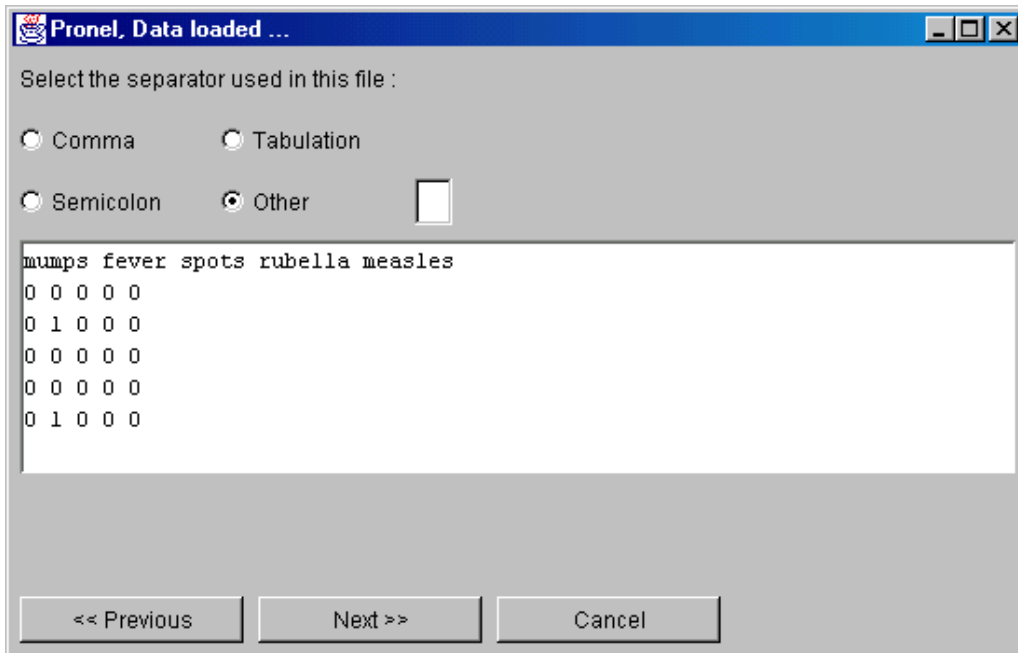 Pronel, Data loaded ...
Select the separator used in this file :
Comma Tabulation
Semicolon Other
mumps fever spots rubella measles
0 0 0 0 0
0 1 0 0 0
0 0 0 0 0
0 0 0 0 0
0 1 0 0 0
<< Previous Next >> Cancel